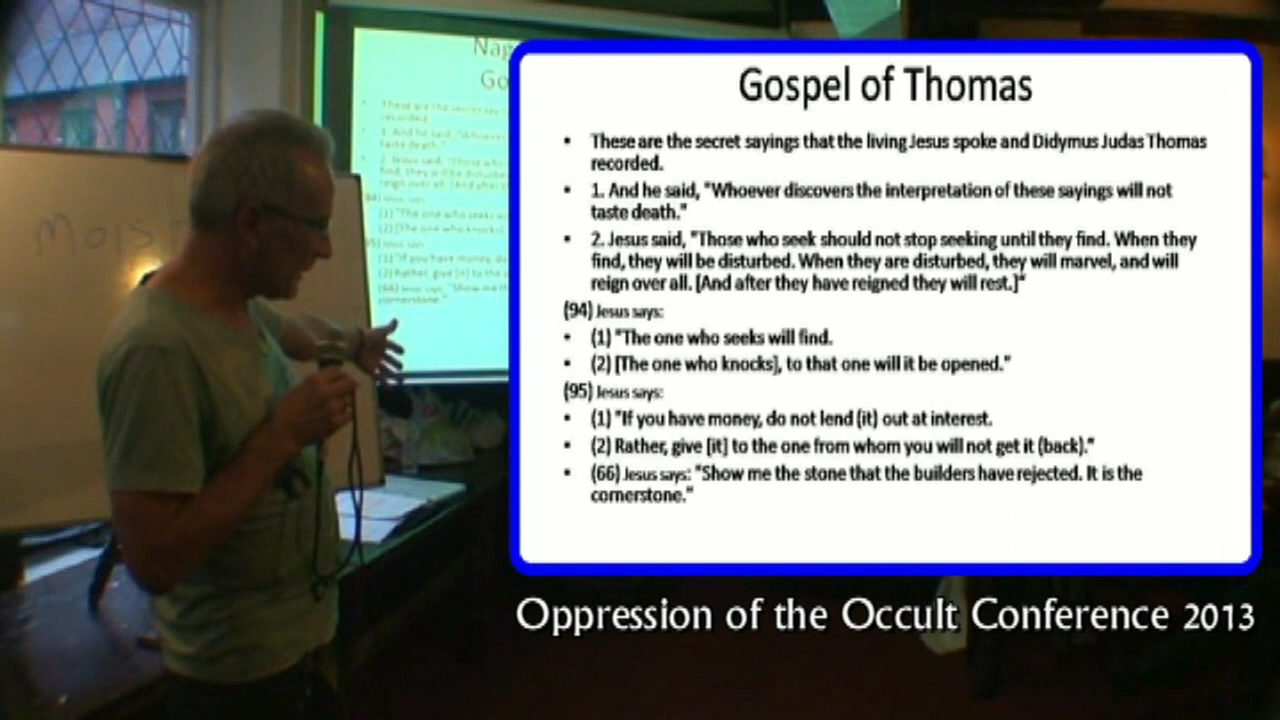 Gospel of Thomas
• These are the secret sayings that the living Jesus spoke and Didymus Judas Thomas
recorded.
• 1. And he said, "Whoever discovers the interpretation of these sayings will not
taste death."
• 2. Jesus said, "Those who seek should not stop seeking until they find. When they
find, they will be disturbed. When they are disturbed, they will marvel, and will
reign over all. [And after they have reigned they will rest.]"
(94) Jesus says:
• (1) "The one who seeks will find.
• (2) [The one who knocks], to that one will it be opened."
(95) Jesus says:
• (1) "If you have money, do not lend (it) out at interest.
• (2) Rather, give [it] to the one from whom you will not get it (back)."
• (66) Jesus says: "Show me the stone that the builders have rejected. It is the
cornerstone."
Oppression of the Occult Conference 2013
Nag
Go